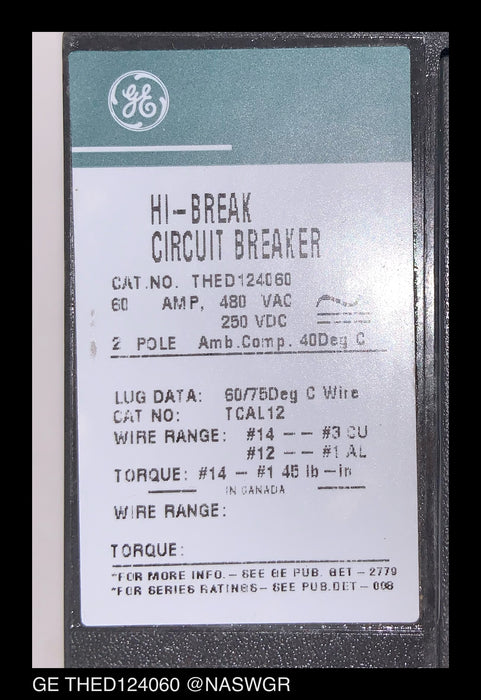 GE
HI-BREAK
CIRCUIT BREAKER
CAT.NO. THED124060
60 AMP, 480 VAC
250 VDC
2 POLE Amb.Comp. 40Deg C
LUG DATA: 60/75Deg C Wire
CAT NO: TCAL12
WIRE RANGE: #14 -- #3 CU
#12 -- #1 AL
TORQUE: #14 - #1 45 lb-in
IN CANADA
WIRE RANGE:
TORQUE:
*FOR MORE INFO.- SEE GE PUB. GET - 2779
*FOR SERIES RATINGS- SEE PUB.DET - 008
GE THED124060 @NASWGR